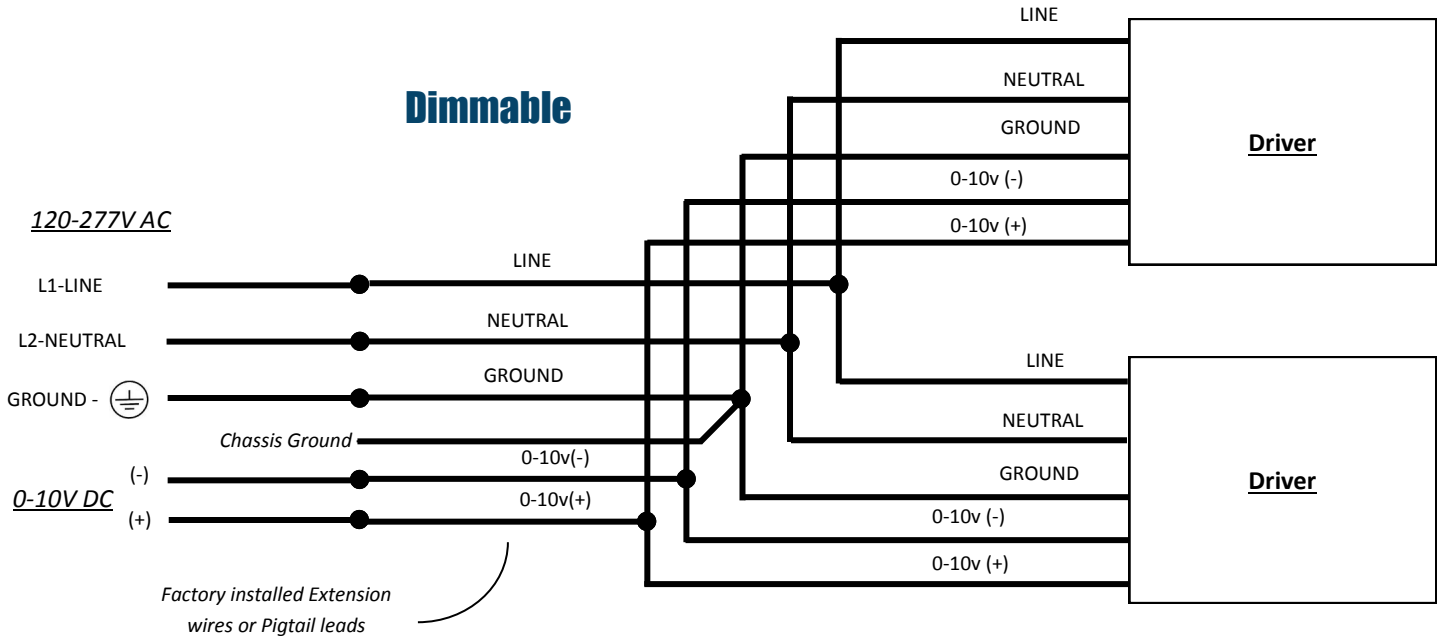 LINE
NEUTRAL
Dimmable
GROUND
Driver
0-10v (-)
0-10v (+)
120-277V AC
LINE
L1-LINE
NEUTRAL
L2-NEUTRAL
LINE
GROUND
GROUND -
NEUTRAL
Chassis Ground
0-10v(-)
(-)
GROUND
Driver
0-10V DC
0-10v(+)
(+)
0-10v (-)
0-10v (+)
Factory installed Extension
wires or Pigtail leads